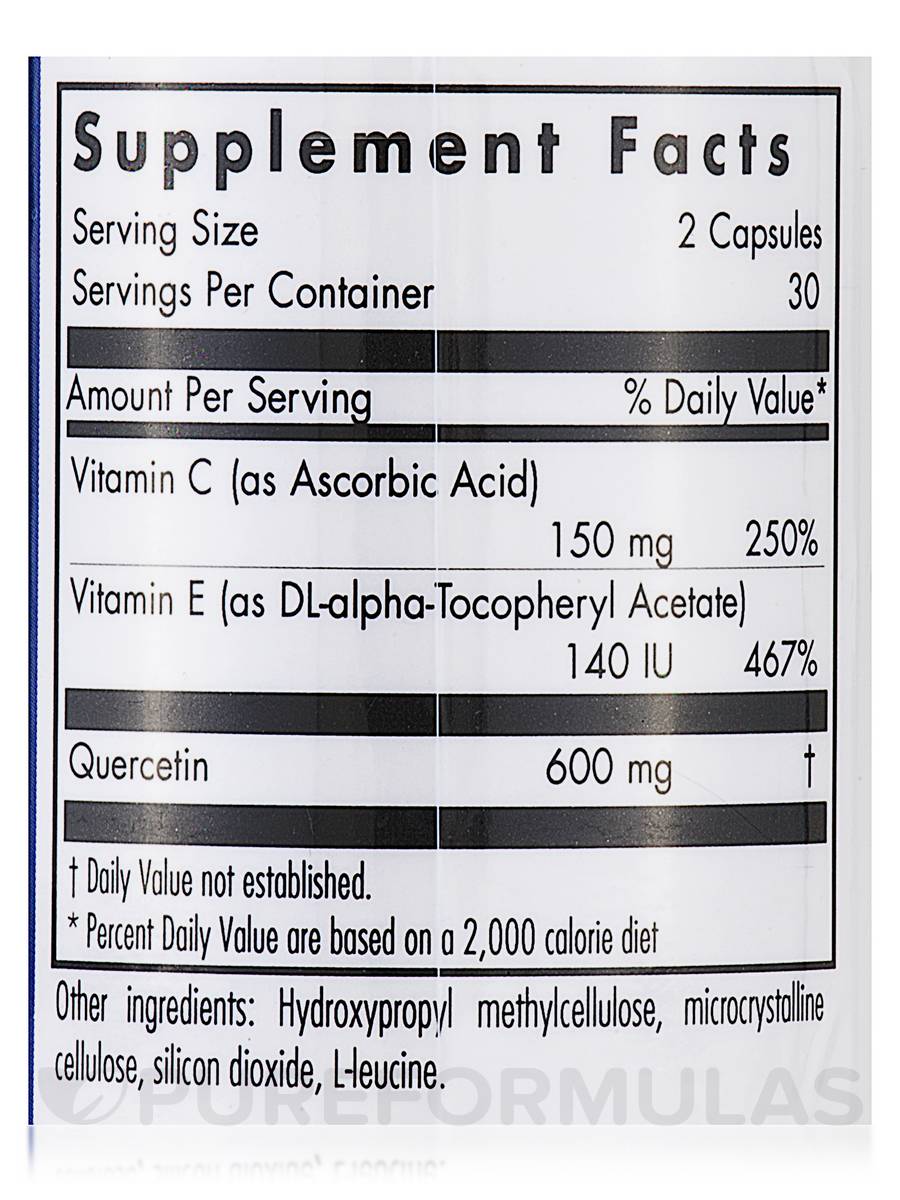 Supplement Facts
Serving Size 2 Capsules
Servings Per Container 30
Amount Per Serving % Daily Value*
Vitamin C (as Ascorbic Acid)
150 mg 250%
Vitamin E (as DL-alpha-Tocopheryl Acetate)
140 IU 467%
Quercetin 600 mg †
† Daily Value not established.
* Percent Daily Value are based on a 2,000 calorie diet
Other ingredients: Hydroxypropyl methylcellulose, microcrystalline
cellulose, silicon dioxide, L-leucine.
PUREFORMULAS